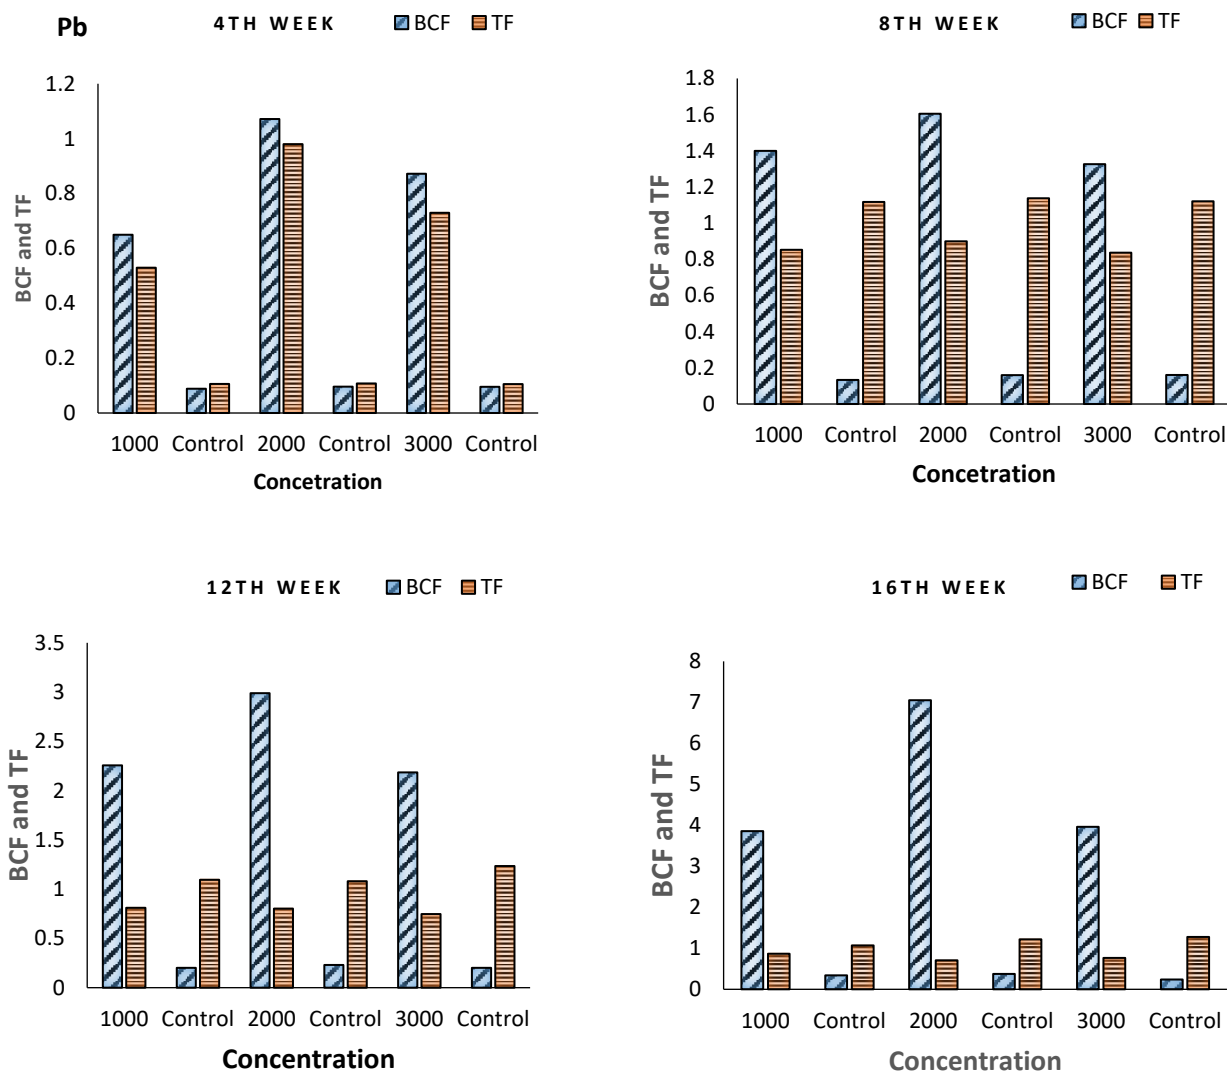 Pb
4TH WEEK
BCF TF
1.2
1
0.8
0.6
0.4
0.2
0
BCF and TF
1000 Control 2000 Control 3000 Control
Concetration
8TH WEEK
BCF TF
1.8
1.6
1.4
1.2
1
0.8
0.6
0.4
0.2
0
BCF and TF
1000 Control 2000 Control 3000 Control
Concetration
12TH WEEK
BCF TF
3.5
3
2.5
2
1.5
1
0.5
0
BCF and TF
1000 Control 2000 Control 3000 Control
Concentration
16TH WEEK
BCF TF
8
7
6
5
4
3
2
1
0
BCF and TF
1000 Control 2000 Control 3000 Control
Concentration